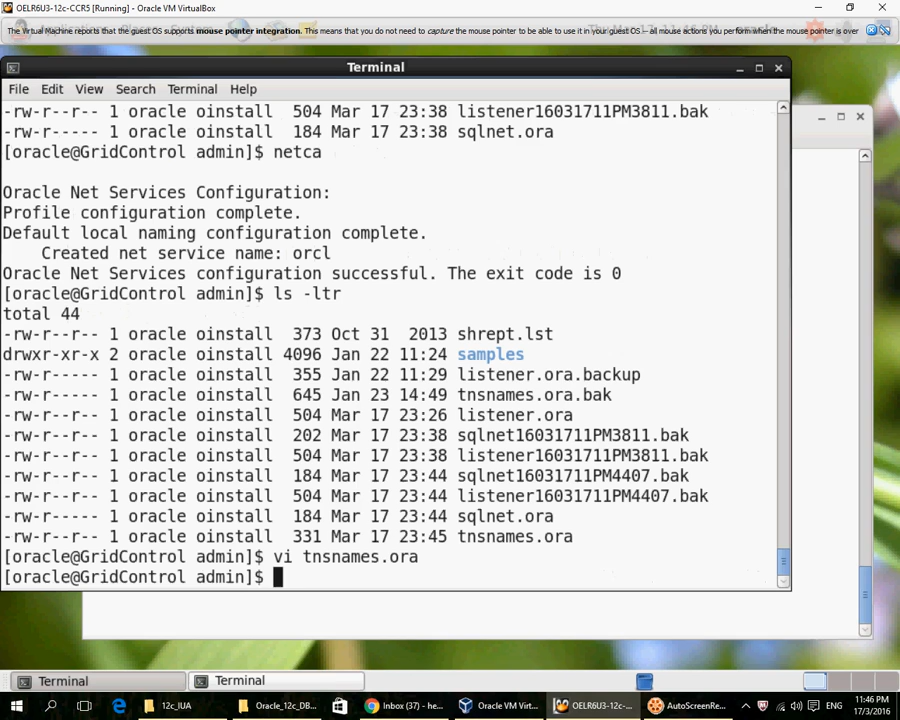 OELR6U3-12c-CCR5 [Running] - Oracle VM VirtualBox
The Virtual Machine reports that the guest OS supports mouse pointer integration. This means that you do not need to capture the mouse pointer to be able to use it in your guest OS -- all mouse actions you perform when the mouse pointer is over
Terminal
File Edit View Search Terminal Help
-rw-r--r-- 1 oracle oinstall 504 Mar 17 23:38 listener16031711PM3811.bak
-rw-r----- 1 oracle oinstall 184 Mar 17 23:38 sqlnet.ora
[oracle@GridControl admin]$ netca
Oracle Net Services Configuration:
Profile configuration complete.
Default local naming configuration complete.
Created net service name: orcl
Oracle Net Services configuration successful. The exit code is 0
[oracle@GridControl admin]$ ls -ltr
total 44
-rw-r--r-- 1 oracle oinstall 373 Oct 31 2013 shrept.lst
drwxr-xr-x 2 oracle oinstall 4096 Jan 22 11:24 samples
-rw-r----- 1 oracle oinstall 355 Jan 22 11:29 listener.ora.backup
-rw-r----- 1 oracle oinstall 645 Jan 23 14:49 tnsnames.ora.bak
-rw-r--r-- 1 oracle oinstall 504 Mar 17 23:26 listener.ora
-rw-r--r-- 1 oracle oinstall 202 Mar 17 23:38 sqlnet16031711PM3811.bak
-rw-r--r-- 1 oracle oinstall 504 Mar 17 23:38 listener16031711PM3811.bak
-rw-r--r-- 1 oracle oinstall 184 Mar 17 23:44 sqlnet16031711PM4407.bak
-rw-r--r-- 1 oracle oinstall 504 Mar 17 23:44 listener16031711PM4407.bak
-rw-r----- 1 oracle oinstall 184 Mar 17 23:44 sqlnet.ora
-rw-r----- 1 oracle oinstall 331 Mar 17 23:45 tnsnames.ora
[oracle@GridControl admin]$ vi tnsnames.ora
[oracle@GridControl admin]$
Terminal
Terminal
12c_IUA
Oracle_12c_DB...
Inbox (37) - he...
Oracle VM Virt...
OELR6U3-12c-...
AutoScreenRe...
ENG
11:46 PM
17/3/2016